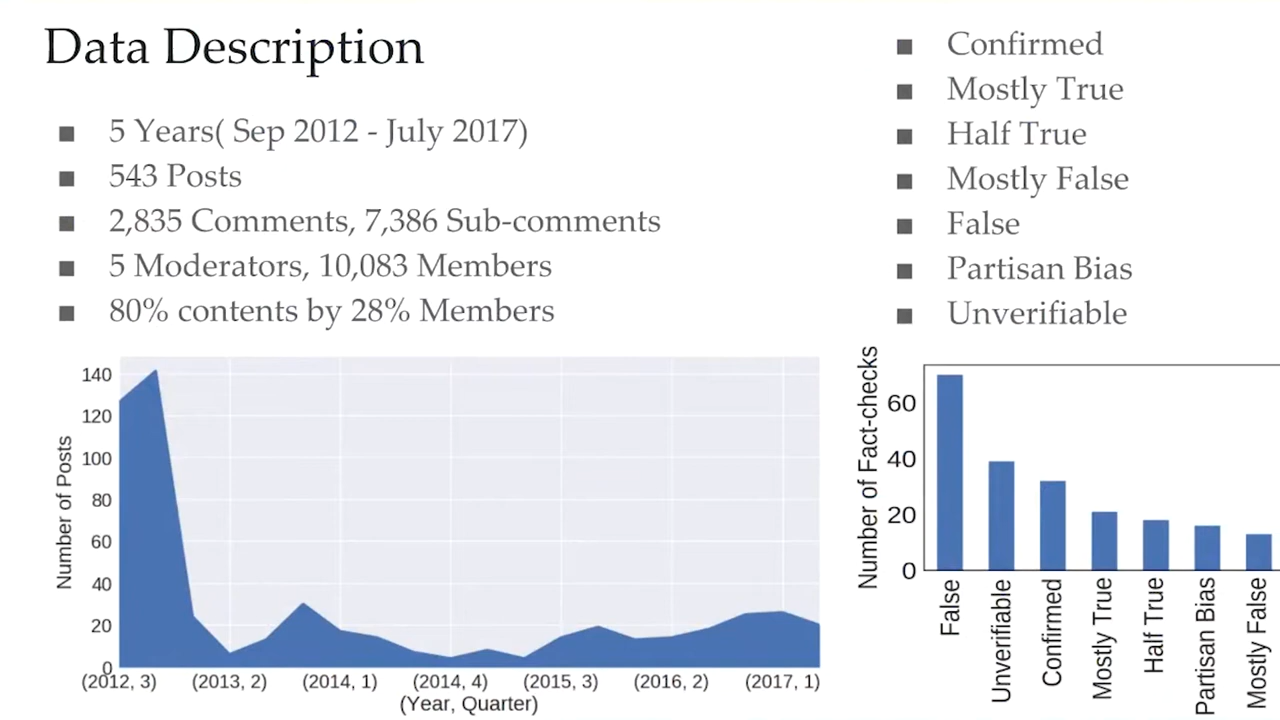 Data Description
5 Years( Sep 2012 - July 2017)
543 Posts
2,835 Comments, 7,386 Sub-comments
5 Moderators, 10,083 Members
80% contents by 28% Members
Confirmed
Mostly True
Half True
Mostly False
False
Partisan Bias
Unverifiable
Number of Posts
140
120
100
80
60
40
20
0
(2012, 3) (2013, 2) (2014, 1) (2014, 4) (2015, 3) (2016, 2) (2017, 1)
(Year, Quarter)
Number of Fact-checks
60
40
20
0
False
Unverifiable
Confirmed
Mostly True
Half True
Partisan Bias
Mostly False